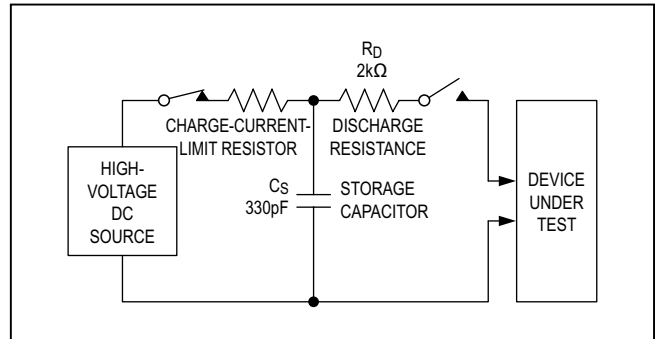 RD
2kΩ
CHARGE-CURRENT-
LIMIT RESISTOR
DISCHARGE
RESISTANCE
HIGH-
VOLTAGE
DC
SOURCE
CS
330pF
STORAGE
CAPACITOR
DEVICE
UNDER
TEST